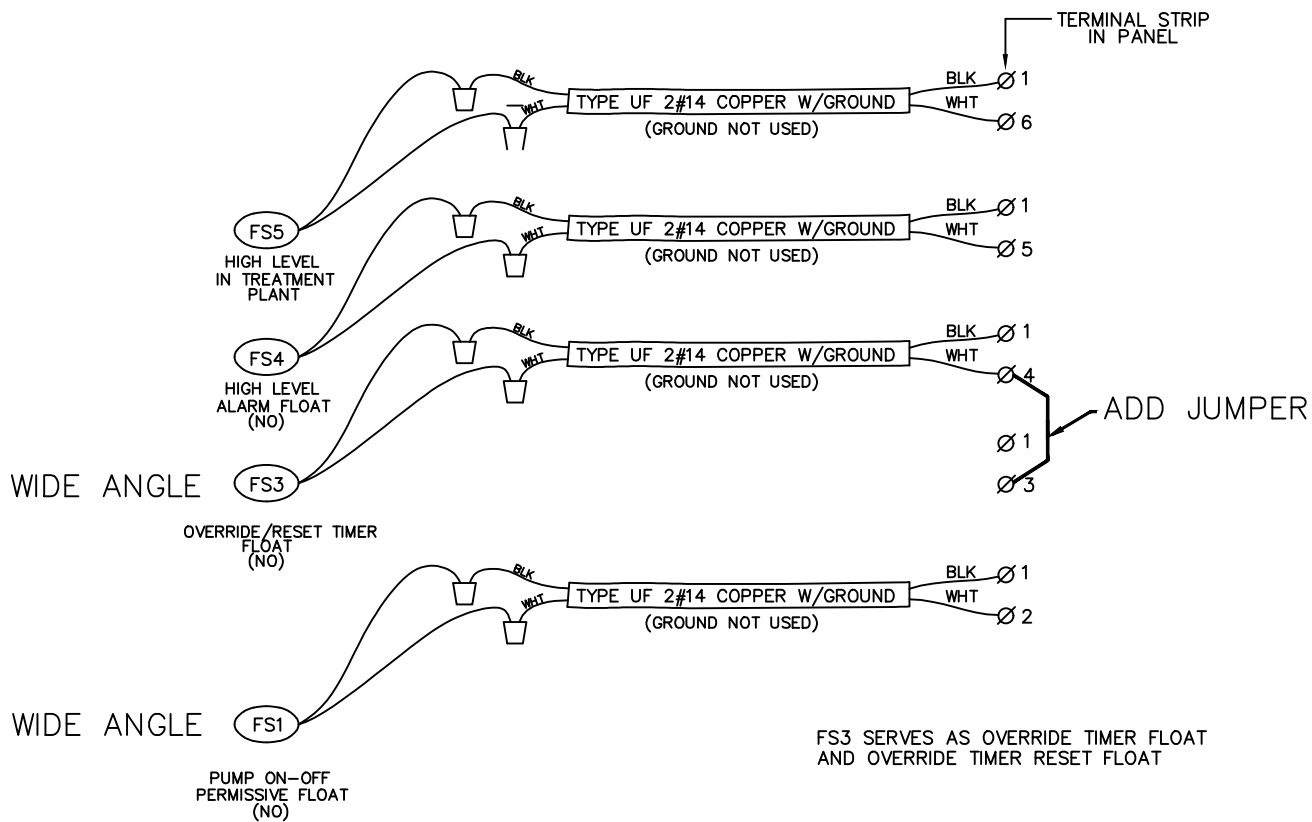 TERMINAL STRIP
IN PANEL
BLK
WHT
TYPE UF 2#14 COPPER W/GROUND
(GROUND NOT USED)
BLK
WHT
1
6
FS5
HIGH LEVEL
IN TREATMENT
PLANT
BLK
WHT
TYPE UF 2#14 COPPER W/GROUND
(GROUND NOT USED)
BLK
WHT
1
5
FS4
HIGH LEVEL
ALARM FLOAT
(NO)
BLK
WHT
TYPE UF 2#14 COPPER W/GROUND
(GROUND NOT USED)
BLK
WHT
1
4
ADD JUMPER
1
3
WIDE ANGLE
FS3
OVERRIDE/RESET TIMER
FLOAT
(NO)
BLK
WHT
TYPE UF 2#14 COPPER W/GROUND
(GROUND NOT USED)
BLK
WHT
1
2
WIDE ANGLE
FS1
PUMP ON-OFF
PERMISSIVE FLOAT
(NO)
FS3 SERVES AS OVERRIDE TIMER FLOAT
AND OVERRIDE TIMER RESET FLOAT